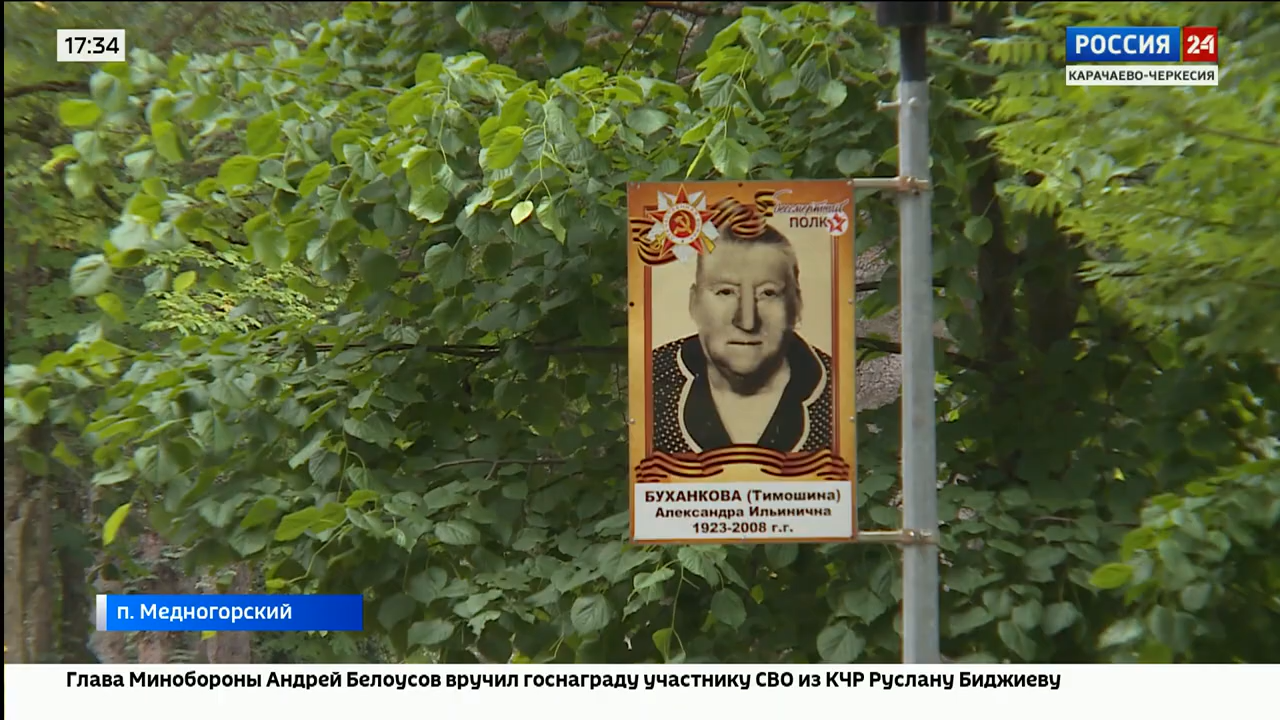 17:34
РОССИЯ 24
КАРАЧАЕВО-ЧЕРКЕСИЯ
Бессмертный
ПОЛК
БУХАНКОВА (Тимошина)
Александра Ильинична
1923-2008 г.г.
п. Медногорский
Глава Минобороны Андрей Белоусов вручил госнаграду участнику СВО из КЧР Руслану Биджиеву